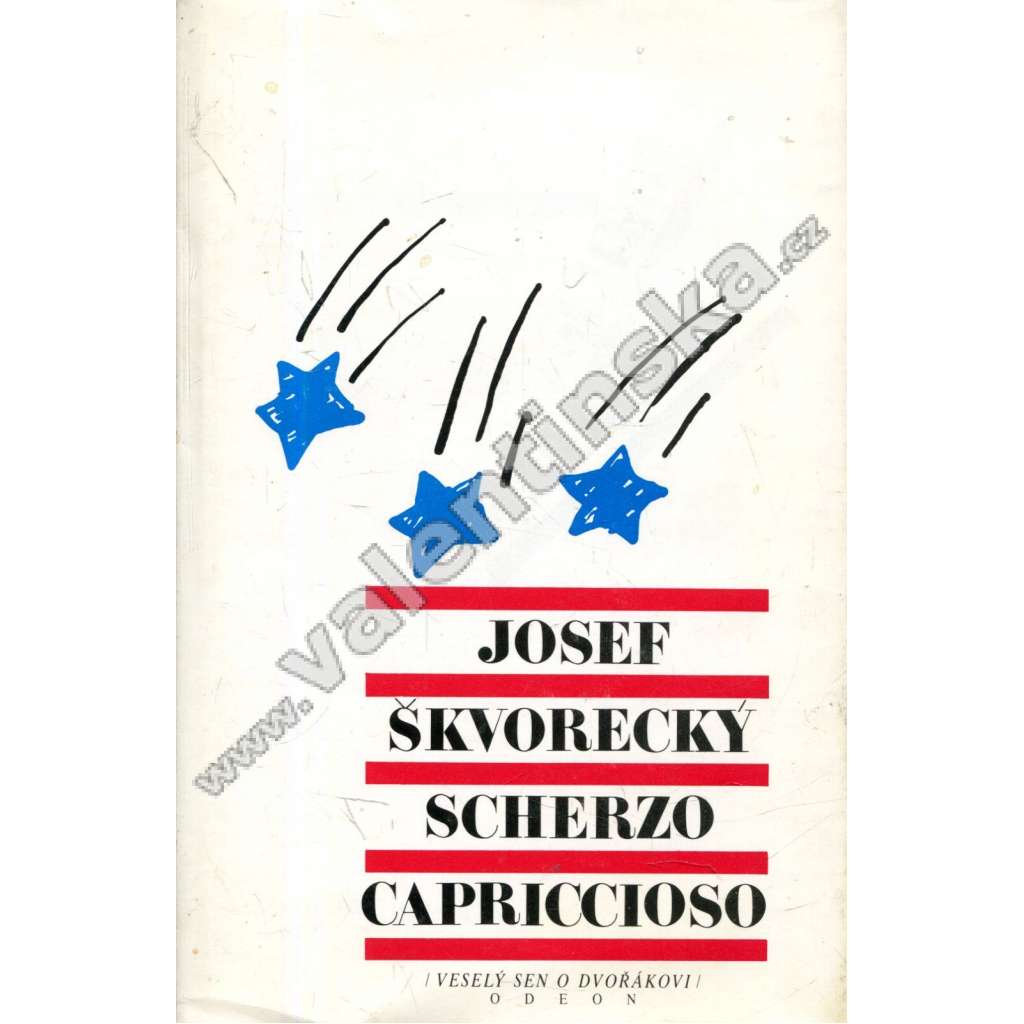 www.valentinska.cz
JOSEF
ŠKVORECKÝ
SCHERZO
CAPRICCIOSO
/ VESELÝ SEN O DVOŘÁKOVI /
ODEON